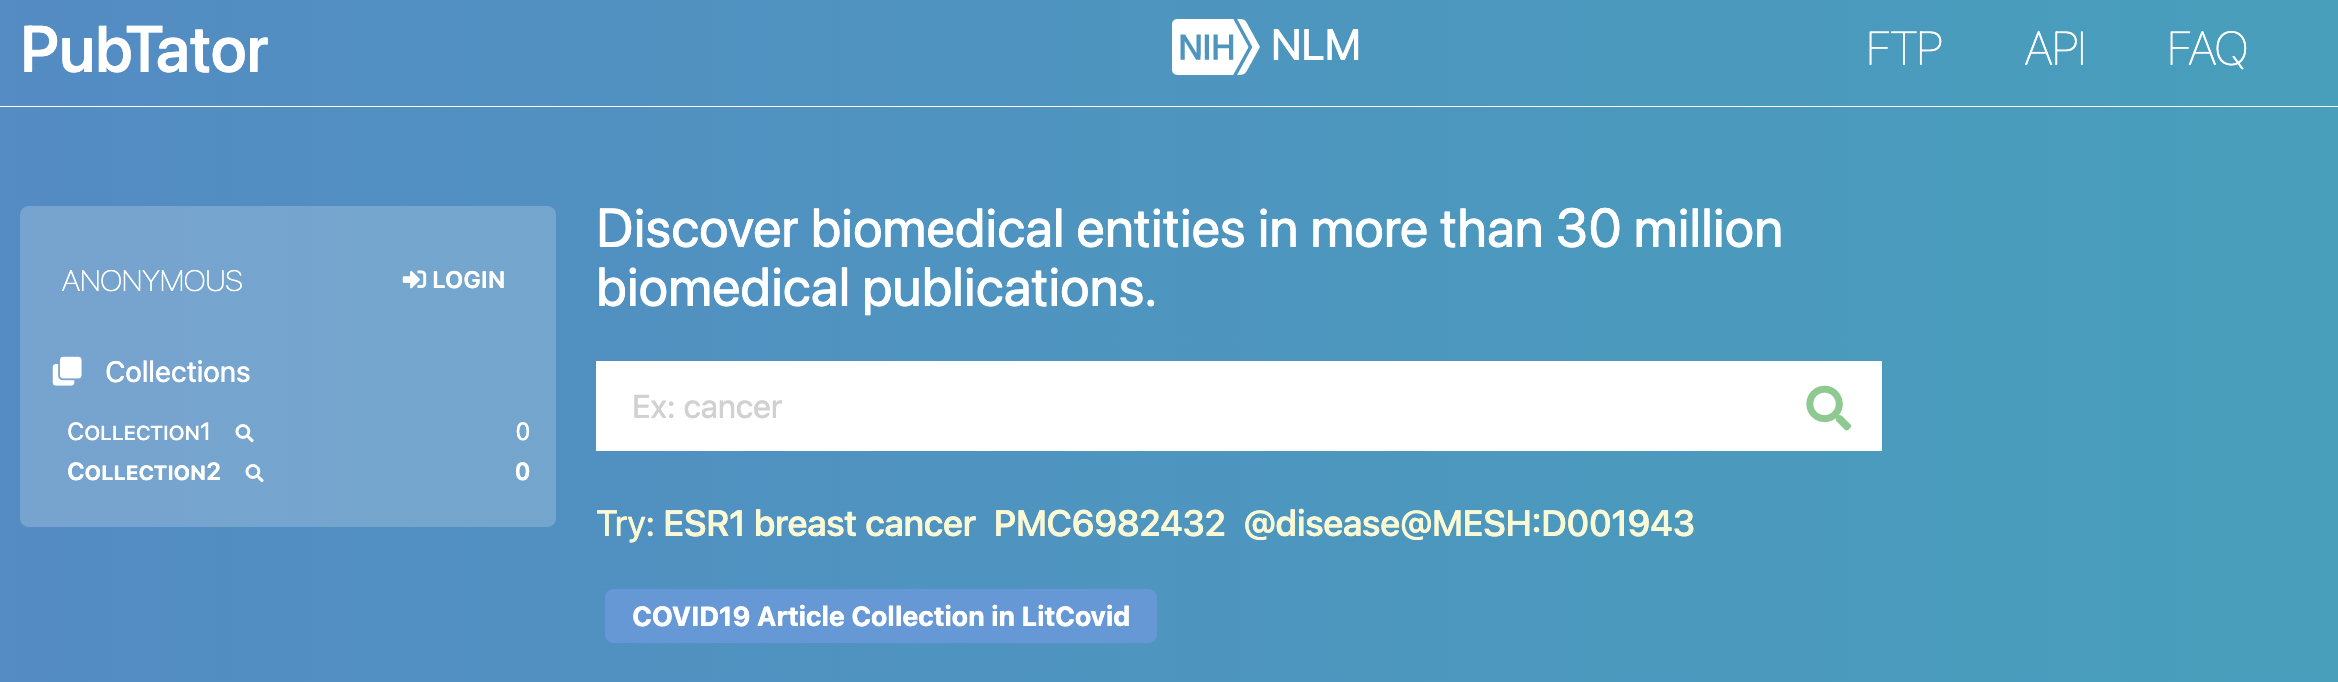 PubTator
NIH NLM
FTP API FAQ
ANONYMOUS
LOGIN
Collections
COLLECTION1 0
COLLECTION2 0
Discover biomedical entities in more than 30 million
biomedical publications.
Ex: cancer
Try: ESR1 breast cancer PMC6982432 @disease@MESH:D001943
COVID19 Article Collection in LitCovid